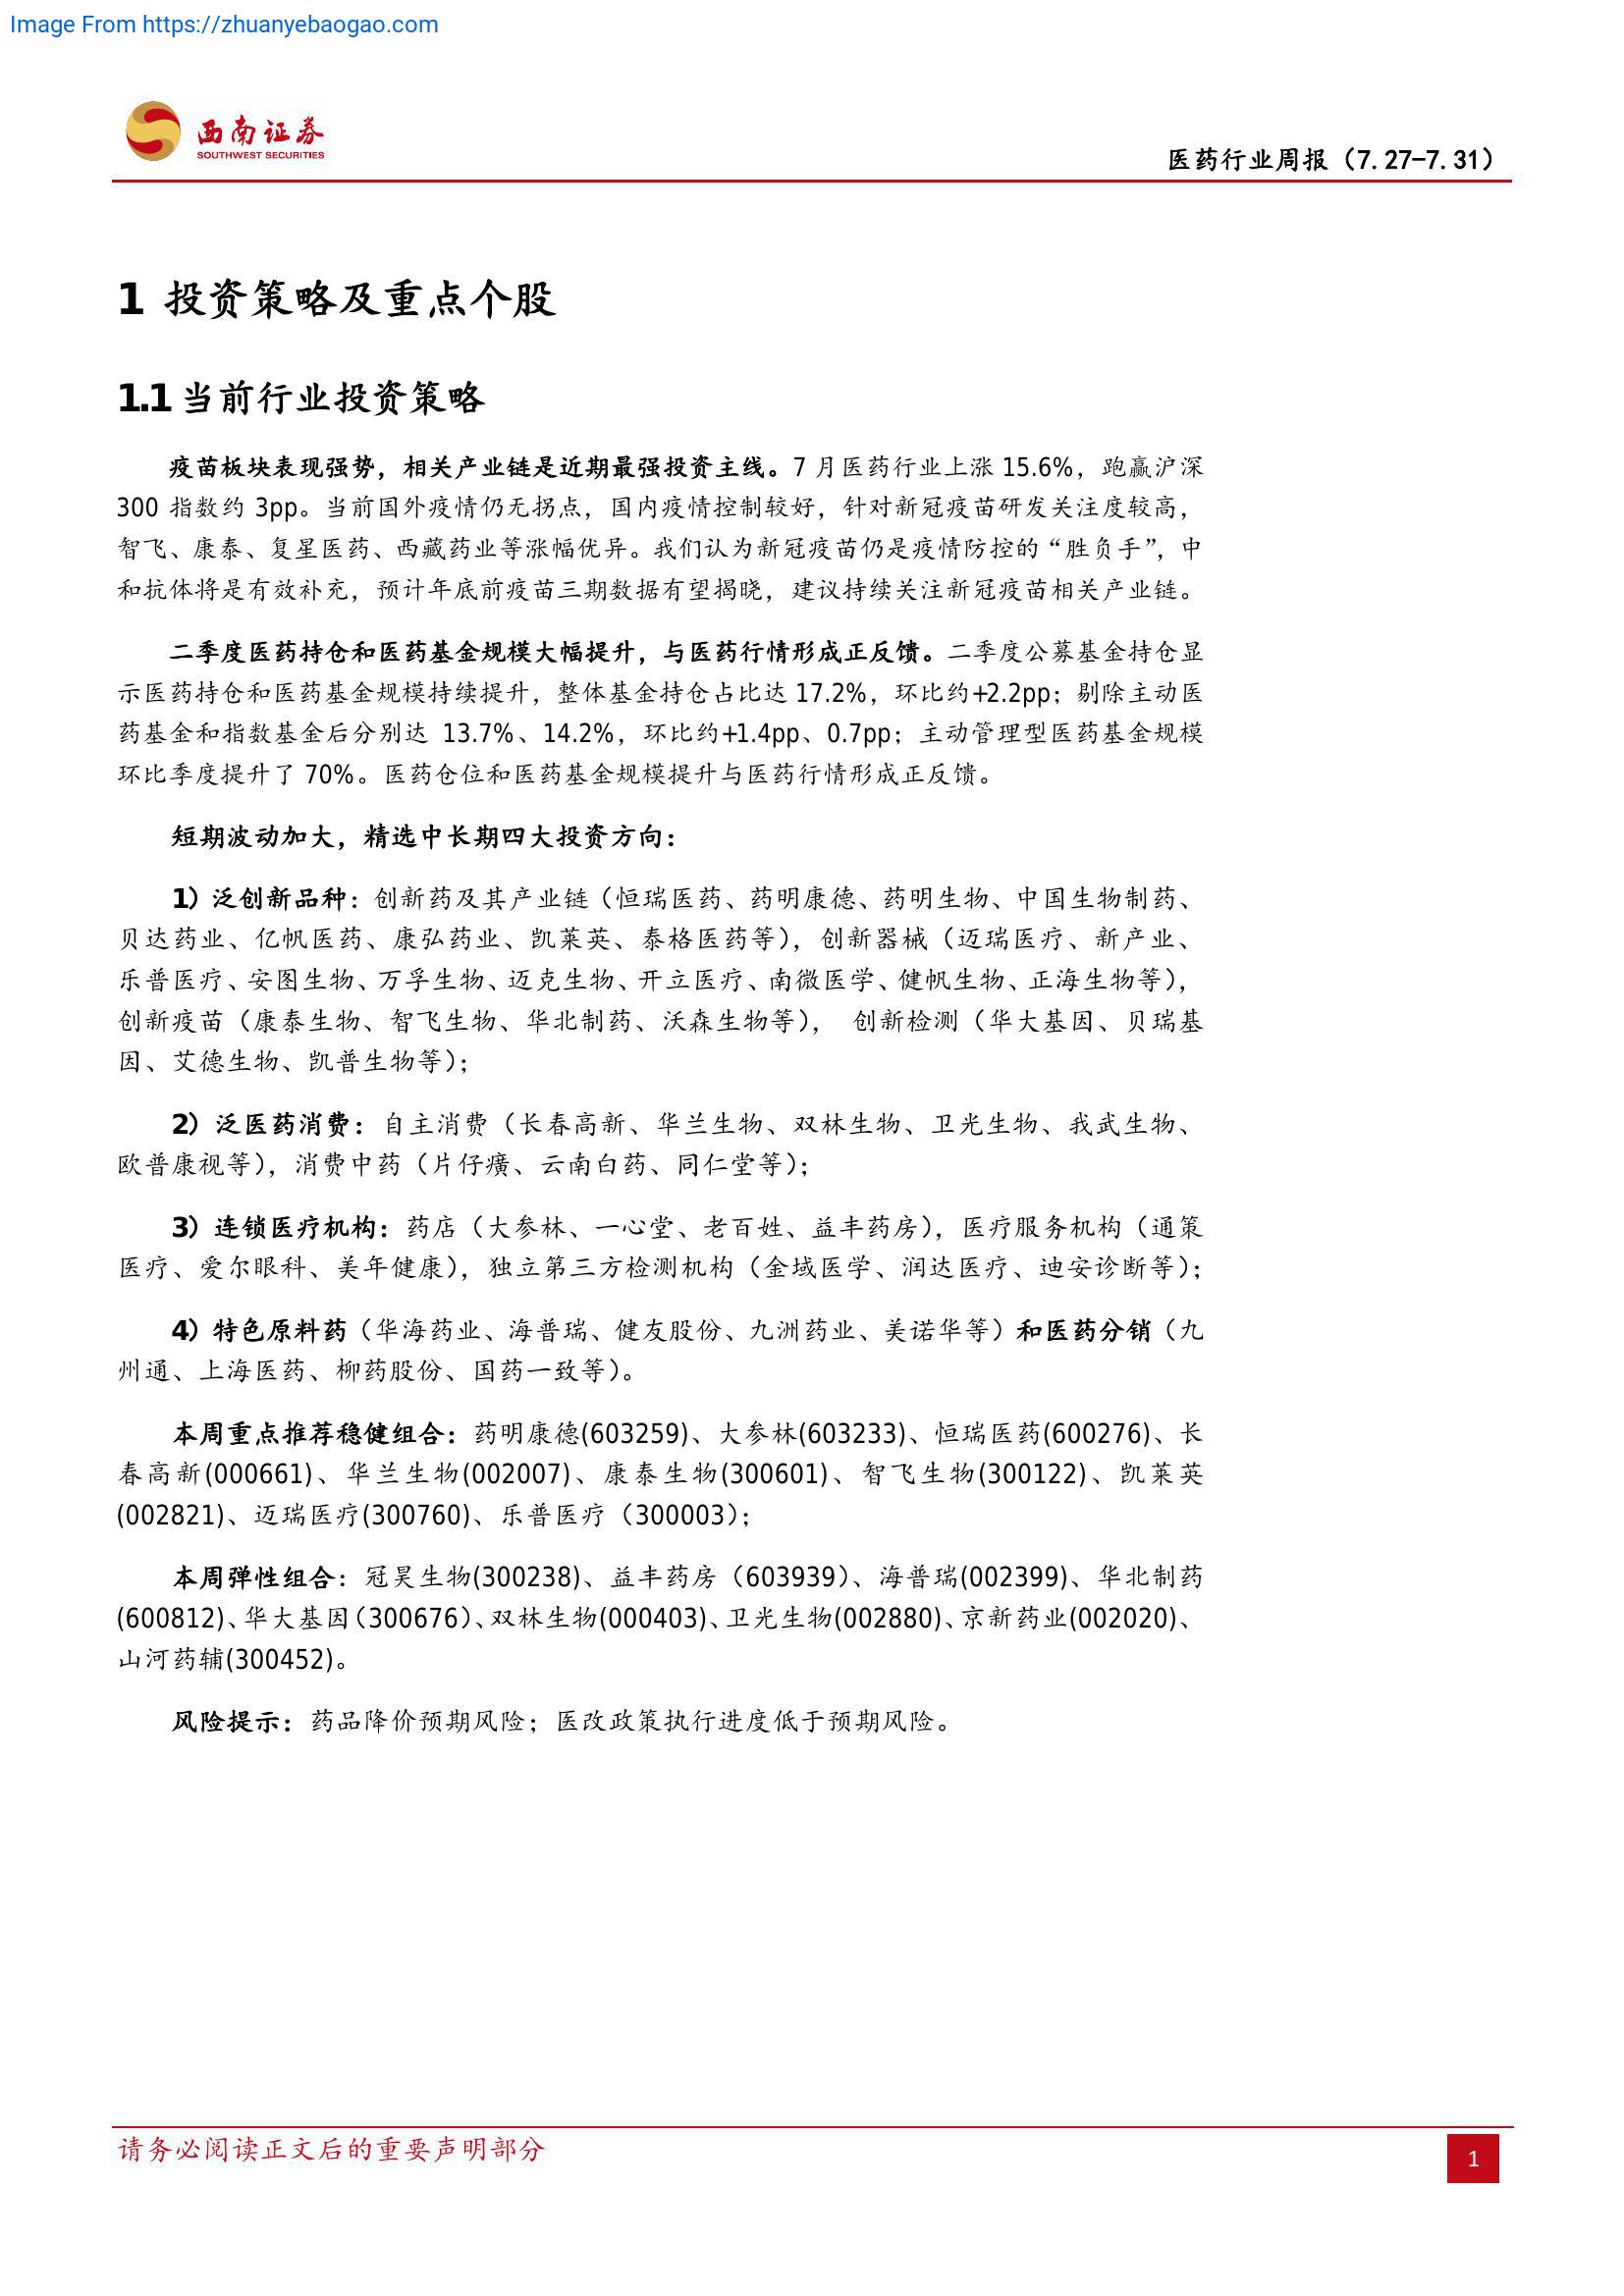 Image From https://zhuanyebaogao.com
西南证券
SOUTHWEST SECURITIES
医药行业周报（7.27-7.31）
1 投资策略及重点个股
1.1 当前行业投资策略
疫苗板块表现强势，相关产业链是近期最强投资主线。7 月医药行业上涨 15.6%，跑赢沪深
300 指数约 3pp。当前国外疫情仍无拐点，国内疫情控制较好，针对新冠疫苗研发关注度较高，
智飞、康泰、复星医药、西藏药业等涨幅优异。我们认为新冠疫苗仍是疫情防控的“胜负手”，中
和抗体将是有效补充，预计年底前疫苗三期数据有望揭晓，建议持续关注新冠疫苗相关产业链。
二季度医药持仓和医药基金规模大幅提升，与医药行情形成正反馈。二季度公募基金持仓显
示医药持仓和医药基金规模持续提升，整体基金持仓占比达 17.2%，环比约+2.2pp；剔除主动医
药基金和指数基金后分别达 13.7%、14.2%，环比约+1.4pp、0.7pp；主动管理型医药基金规模
环比季度提升了 70%。医药仓位和医药基金规模提升与医药行情形成正反馈。
短期波动加大，精选中长期四大投资方向：
1）泛创新品种：创新药及其产业链（恒瑞医药、药明康德、药明生物、中国生物制药、
贝达药业、亿帆医药、康弘药业、凯莱英、泰格医药等），创新器械（迈瑞医疗、新产业、
乐普医疗、安图生物、万孚生物、迈克生物、开立医疗、南微医学、健帆生物、正海生物等），
创新疫苗（康泰生物、智飞生物、华北制药、沃森生物等）， 创新检测（华大基因、贝瑞基
因、艾德生物、凯普生物等）；
2）泛医药消费：自主消费（长春高新、华兰生物、双林生物、卫光生物、我武生物、
欧普康视等），消费中药（片仔癀、云南白药、同仁堂等）；
3）连锁医疗机构：药店（大参林、一心堂、老百姓、益丰药房），医疗服务机构（通策
医疗、爱尔眼科、美年健康），独立第三方检测机构（金域医学、润达医疗、迪安诊断等）；
4）特色原料药（华海药业、海普瑞、健友股份、九洲药业、美诺华等）和医药分销（九
州通、上海医药、柳药股份、国药一致等）。
本周重点推荐稳健组合：药明康德(603259)、大参林(603233)、恒瑞医药(600276)、长
春高新(000661)、华兰生物(002007)、康泰生物(300601)、智飞生物(300122)、凯莱英
(002821)、迈瑞医疗(300760)、乐普医疗（300003）；
本周弹性组合：冠昊生物(300238)、益丰药房（603939）、海普瑞(002399)、华北制药
(600812)、华大基因（300676）、双林生物(000403)、卫光生物(002880)、京新药业(002020)、
山河药辅(300452)。
风险提示：药品降价预期风险；医改政策执行进度低于预期风险。
请务必阅读正文后的重要声明部分
1